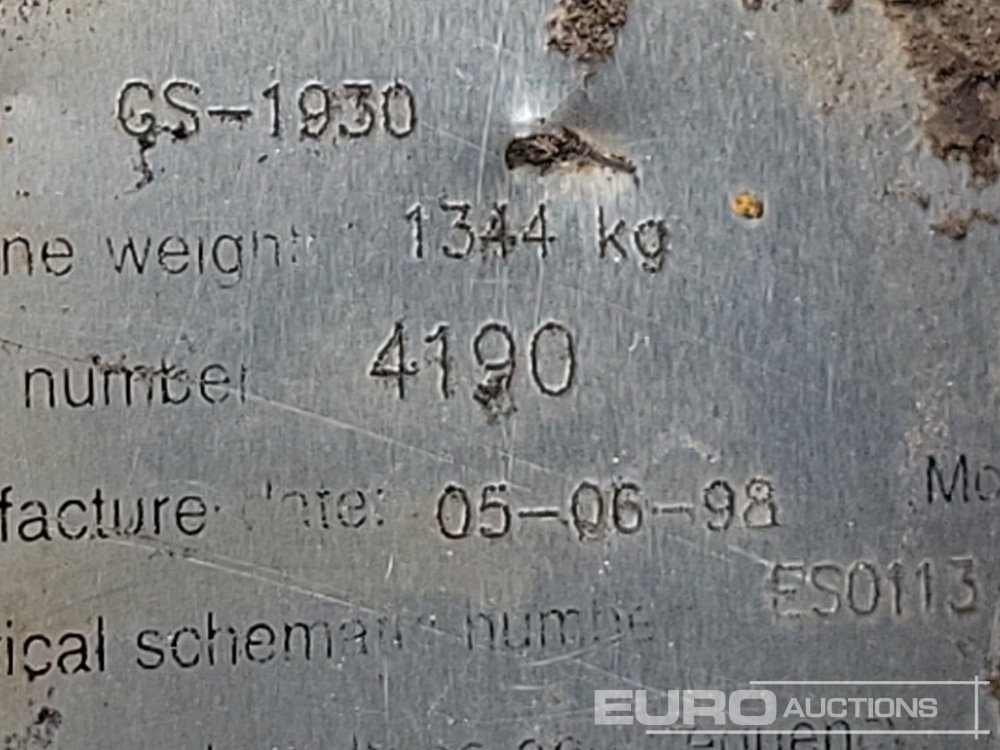 : GS-1930
ne weight: 1344 kg
number 4190
facture date: 05-06-98 Mo
ical schematic number ES0113
EURO AUCTIONS